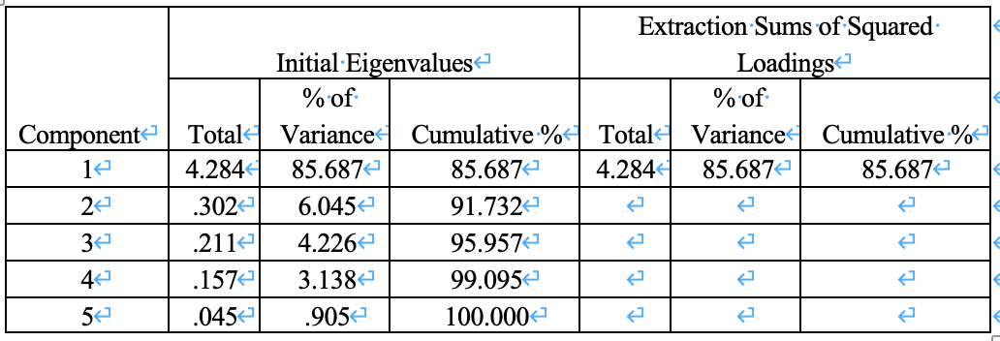 Extraction Sums of Squared
Initial Eigenvalues Loadings
% of % of
Component Total Variance Cumulative % Total Variance Cumulative %
1 4.284 85.687 85.687 4.284 85.687 85.687
2 .302 6.045 91.732
3 .211 4.226 95.957
4 .157 3.138 99.095
5 .045 .905 100.000